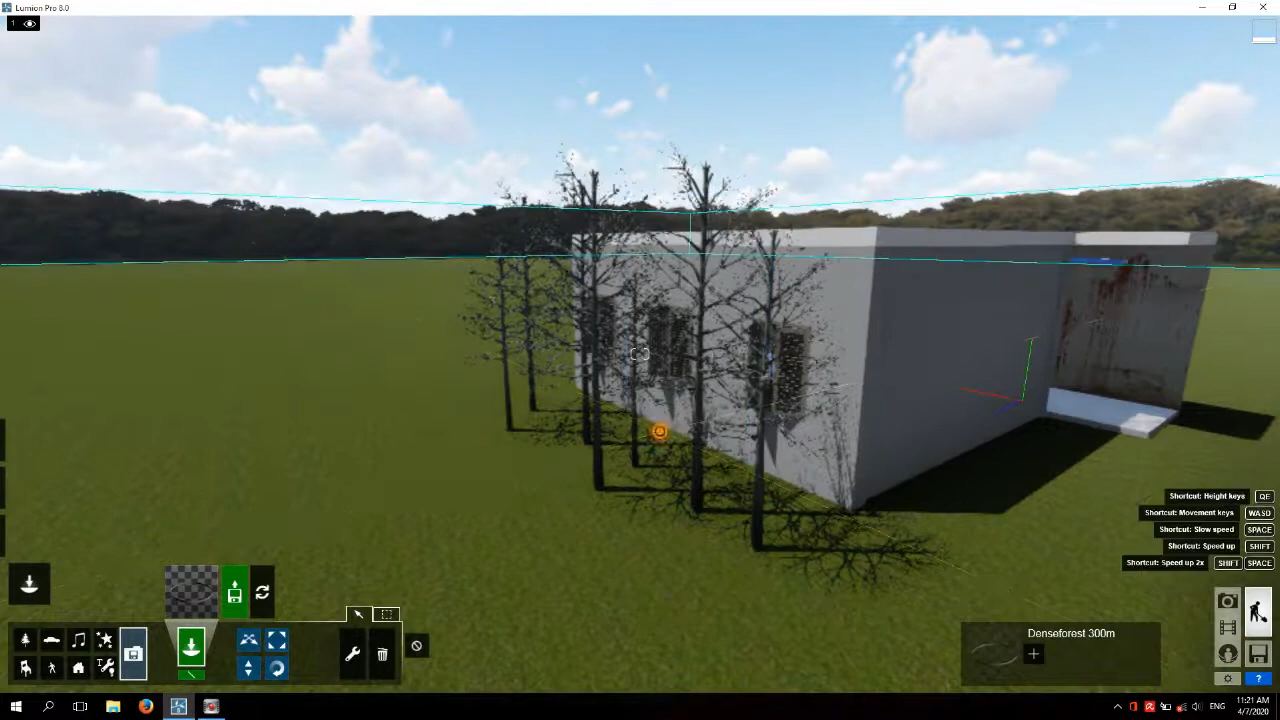 Lumion Pro 8.0
1
Shortcut: Height keys QE
Shortcut: Movement keys WASD
Shortcut: Slow speed SPACE
Shortcut: Speed up SHIFT
Shortcut: Speed up 2x SHIFT SPACE
Denseforest 300m
?
ENG
11:21 AM
4/7/2020